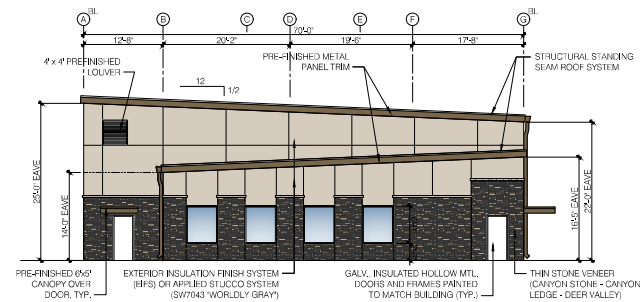 BL
BL
A
B
C
D
E
F
G
70'-0"
12'-8"
20'-2"
19'-6"
17'-8"
4' x 4' PREFINISHED
LOUVER
12
1/2
PRE-FINISHED METAL
PANEL TRIM
STRUCTURAL STANDING
SEAM ROOF SYSTEM
25'-0" EAVE
14'-0" EAVE
16'-5" EAVE
22'-0" EAVE
PRE-FINISHED 6'x5'
CANOPY OVER
DOOR, TYP.
EXTERIOR INSULATION FINISH SYSTEM
(EIFS) OR APPLIED STUCCO SYSTEM
(SW7043 "WORLDLY GRAY")
GALV. INSULATED HOLLOW MTL.
DOORS AND FRAMES PAINTED
TO MATCH BUILDING (TYP.)
THIN STONE VENEER
(CANYON STONE - CANYON
LEDGE - DEER VALLEY)